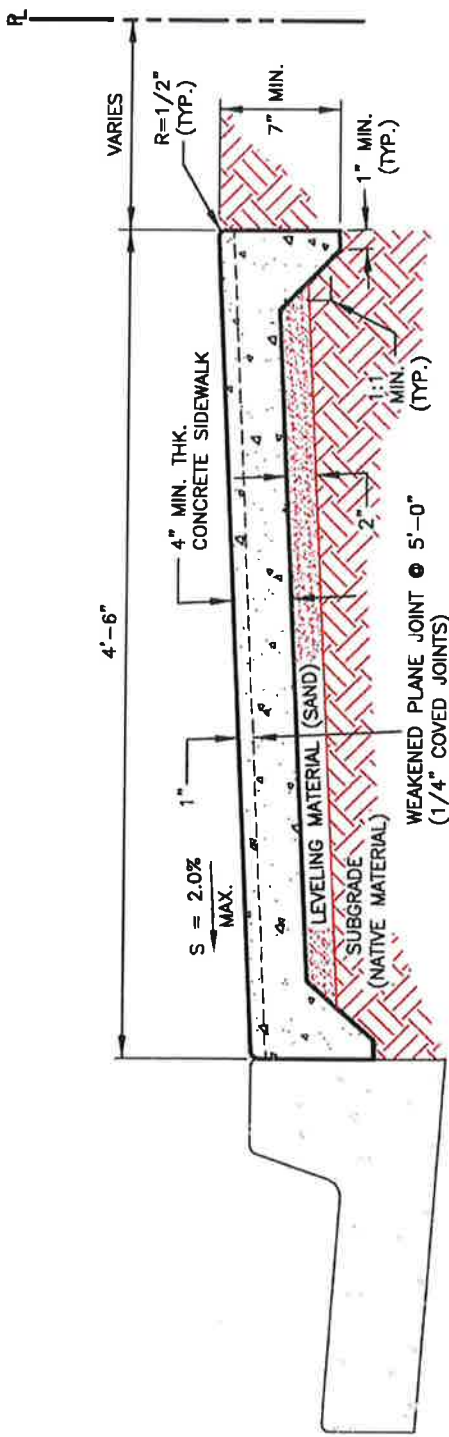 PL
VARIES
4'-6"
R=1/2"
(TYP.)
7" MIN.
1" MIN.
(TYP.)
4" MIN. THK.
CONCRETE SIDEWALK
1"
S = 2.0%
MAX.
1:1
MIN.
(TYP.)
2"
LEVELING MATERIAL (SAND)
SUBGRADE
(NATIVE MATERIAL)
WEAKENED PLANE JOINT @ 5'-0"
(1/4" COVED JOINTS)